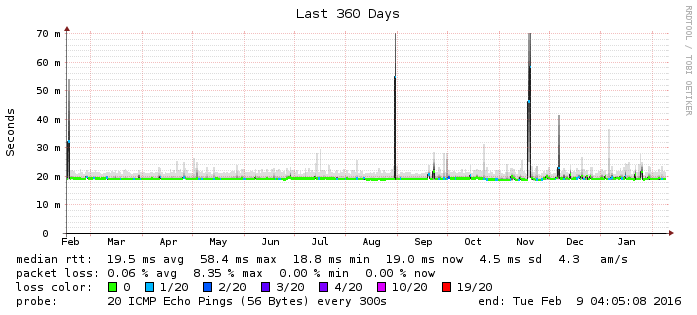 Last 360 Days
RRDTOOL / TOBI OETIKER
Seconds
70 m
60 m
50 m
40 m
30 m
20 m
10 m
0
Feb Mar Apr May Jun Jul Aug Sep Oct Nov Dec Jan
median rtt: 19.5 ms avg 58.4 ms max 18.8 ms min 19.0 ms now 4.5 ms sd 4.3 am/s
packet loss: 0.06 % avg 8.35 % max 0.00 % min 0.00 % now
loss color: 0 1/20 2/20 3/20 4/20 10/20 19/20
probe: 20 ICMP Echo Pings (56 Bytes) every 300s end: Tue Feb 9 04:05:08 2016